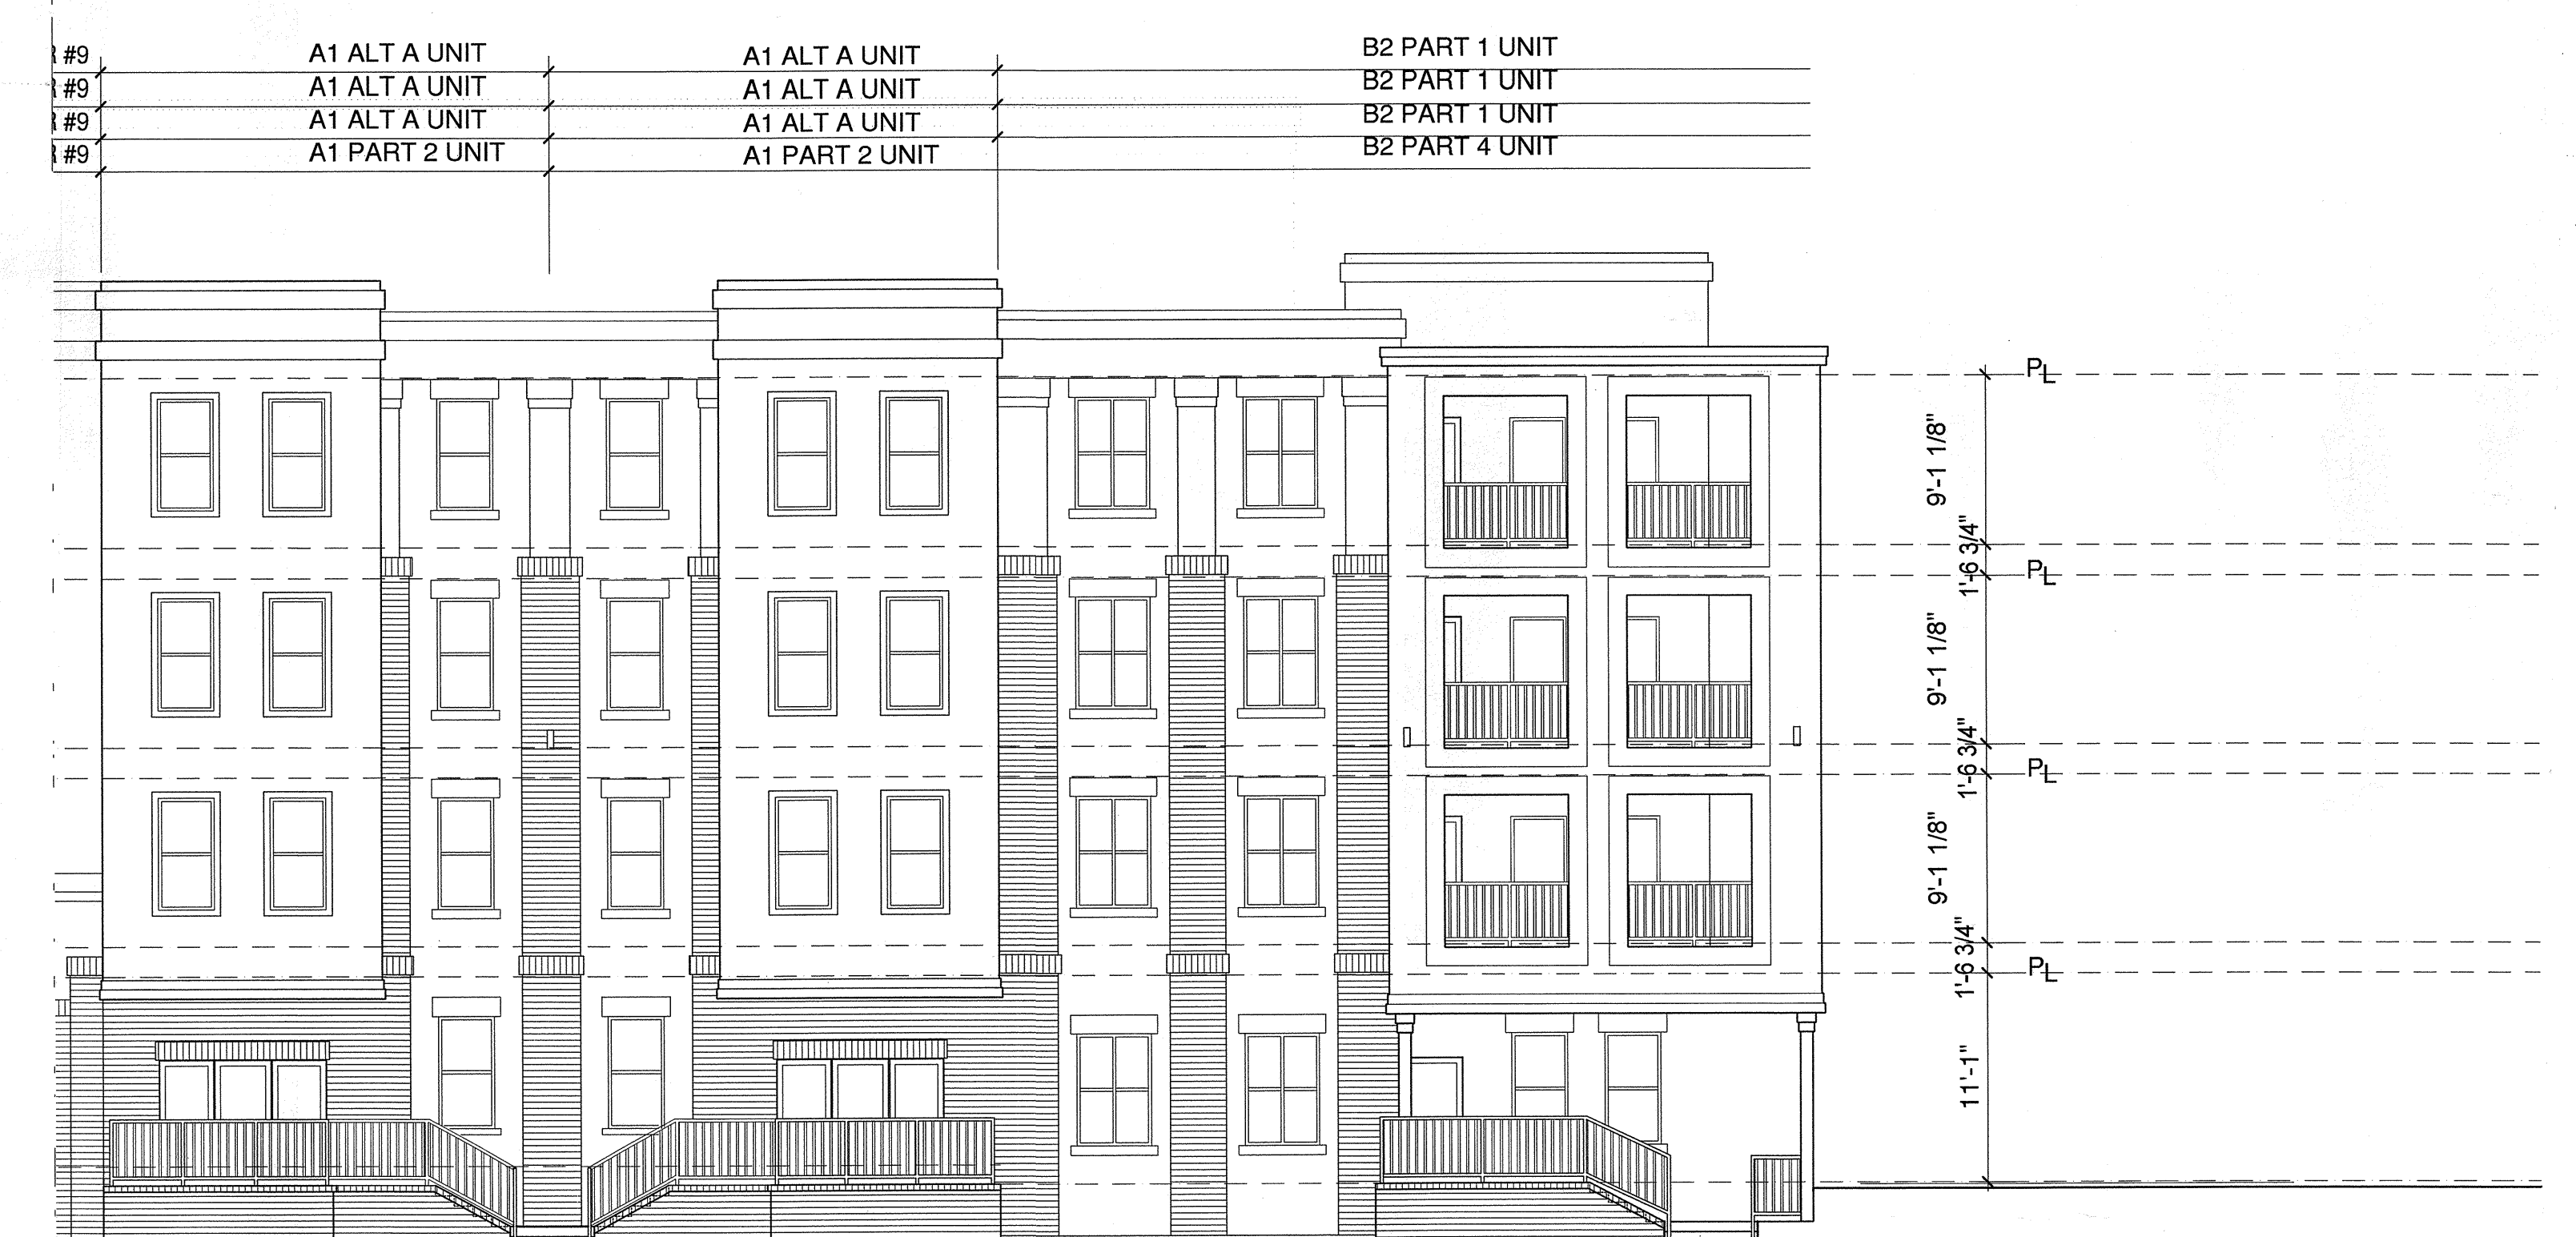 #9 A1 ALT A UNIT A1 ALT A UNIT B2 PART 1 UNIT
#9 A1 ALT A UNIT A1 ALT A UNIT B2 PART 1 UNIT
#9 A1 ALT A UNIT A1 ALT A UNIT B2 PART 1 UNIT
#9 A1 PART 2 UNIT A1 PART 2 UNIT B2 PART 4 UNIT
PL
9'-1 1/8"
1'-6 3/4"
PL
9'-1 1/8"
1'-6 3/4"
PL
9'-1 1/8"
1'-6 3/4"
PL
11'-1"